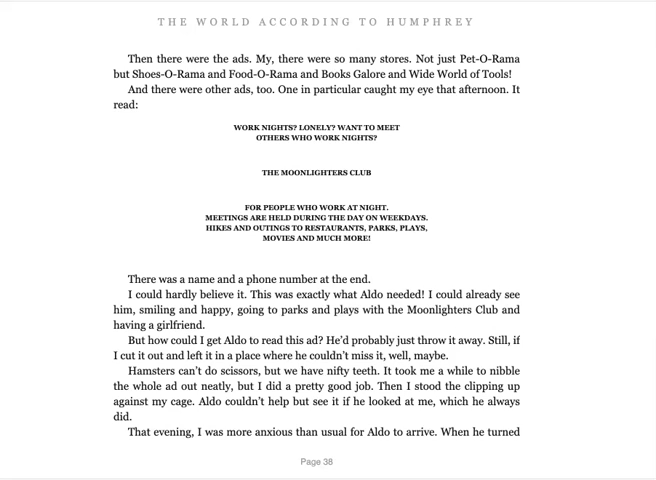 THE WORLD ACCORDING TO HUMPHREY
Then there were the ads. My, there were so many stores. Not just Pet-O-Rama
but Shoes-O-Rama and Food-O-Rama and Books Galore and Wide World of Tools!
And there were other ads, too. One in particular caught my eye that afternoon. It
read:
WORK NIGHTS? LONELY? WANT TO MEET
OTHERS WHO WORK NIGHTS?
THE MOONLIGHTERS CLUB
FOR PEOPLE WHO WORK AT NIGHT.
MEETINGS ARE HELD DURING THE DAY ON WEEKDAYS.
HIKES AND OUTINGS TO RESTAURANTS, PARKS, PLAYS,
MOVIES AND MUCH MORE!
There was a name and a phone number at the end.
I could hardly believe it. This was exactly what Aldo needed! I could already see
him, smiling and happy, going to parks and plays with the Moonlighters Club and
having a girlfriend.
But how could I get Aldo to read this ad? He’d probably just throw it away. Still, if
I cut it out and left it in a place where he couldn’t miss it, well, maybe.
Hamsters can’t do scissors, but we have nifty teeth. It took me a while to nibble
the whole ad out neatly, but I did a pretty good job. Then I stood the clipping up
against my cage. Aldo couldn’t help but see it if he looked at me, which he always
did.
That evening, I was more anxious than usual for Aldo to arrive. When he turned
Page 38